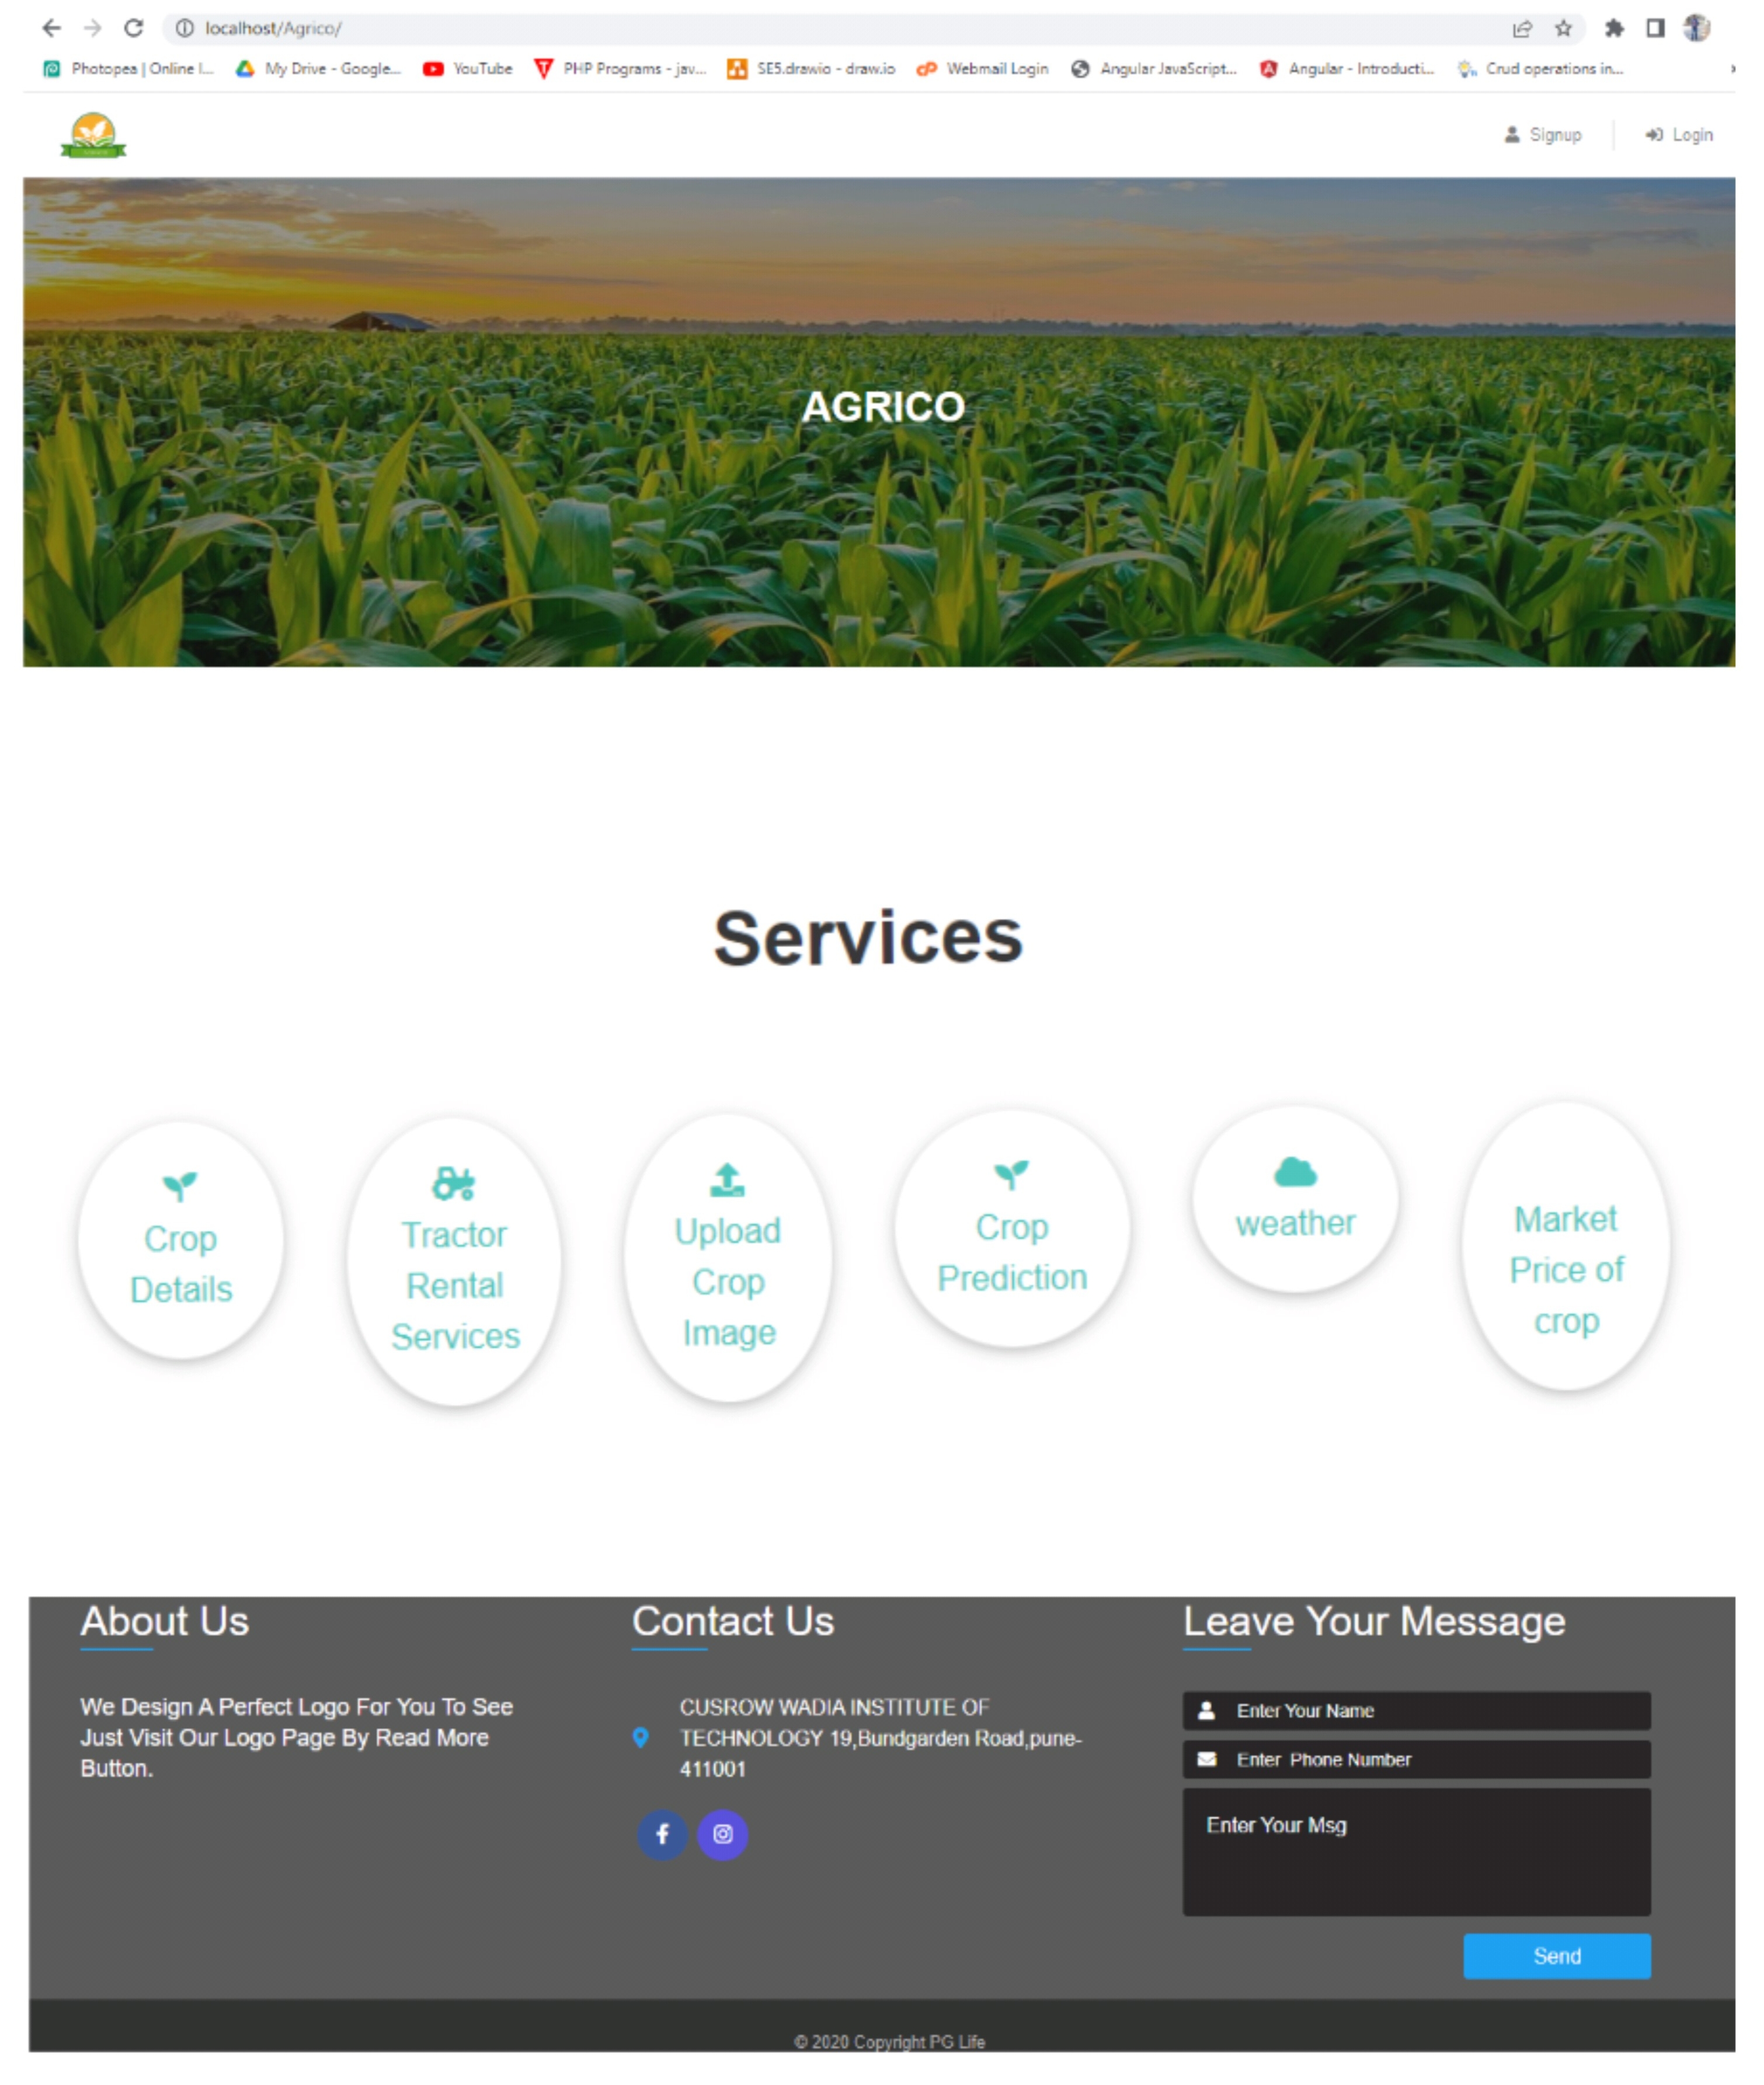 localhost/Agrico/
Photopea | Online I... My Drive - Google... YouTube PHP Programs - jav... SE5.drawio - draw.io Webmail Login Angular JavaScript... Angular - Introducti... Crud operations in...
Signup Login
AGRICO
Services
Crop
Details
Tractor
Rental
Services
Upload
Crop
Image
Crop
Prediction
weather
Market
Price of
crop
About Us
We Design A Perfect Logo For You To See
Just Visit Our Logo Page By Read More
Button.
Contact Us
CUSROW WADIA INSTITUTE OF
TECHNOLOGY 19,Bundgarden Road,pune-
411001
Leave Your Message
Enter Your Name
Enter Phone Number
Enter Your Msg
Send
© 2020 Copyright PG Life